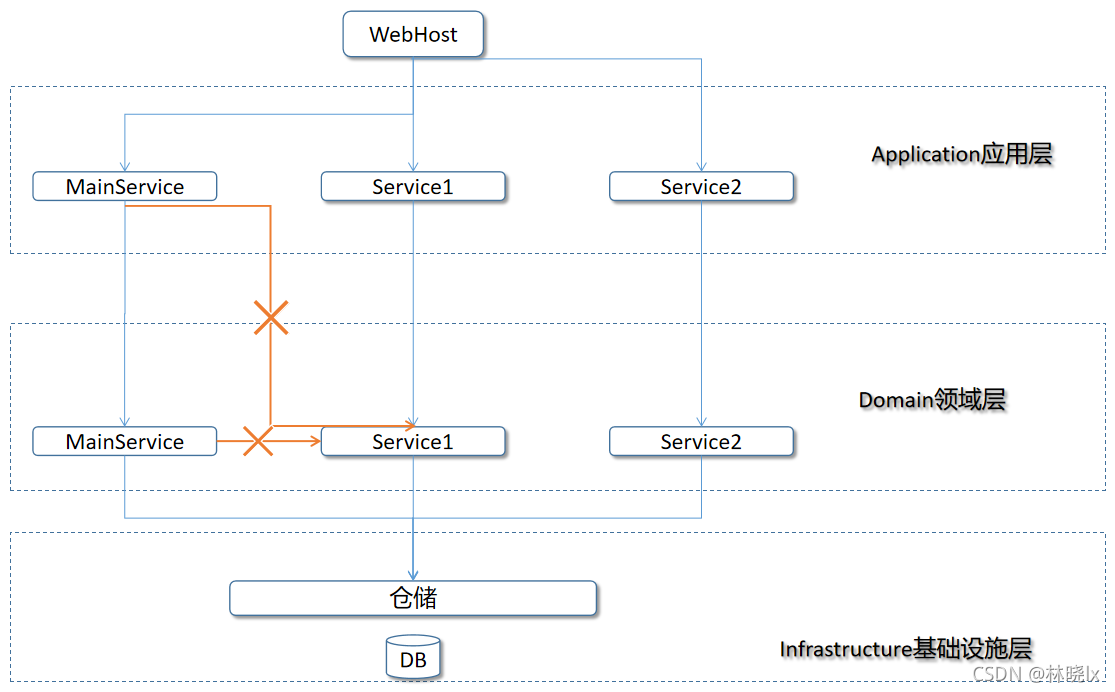 WebHost
Application应用层
MainService
Service1
Service2
Domain领域层
MainService
Service1
Service2
仓储
DB
Infrastructure基础设施层
CSDN @林晓lx